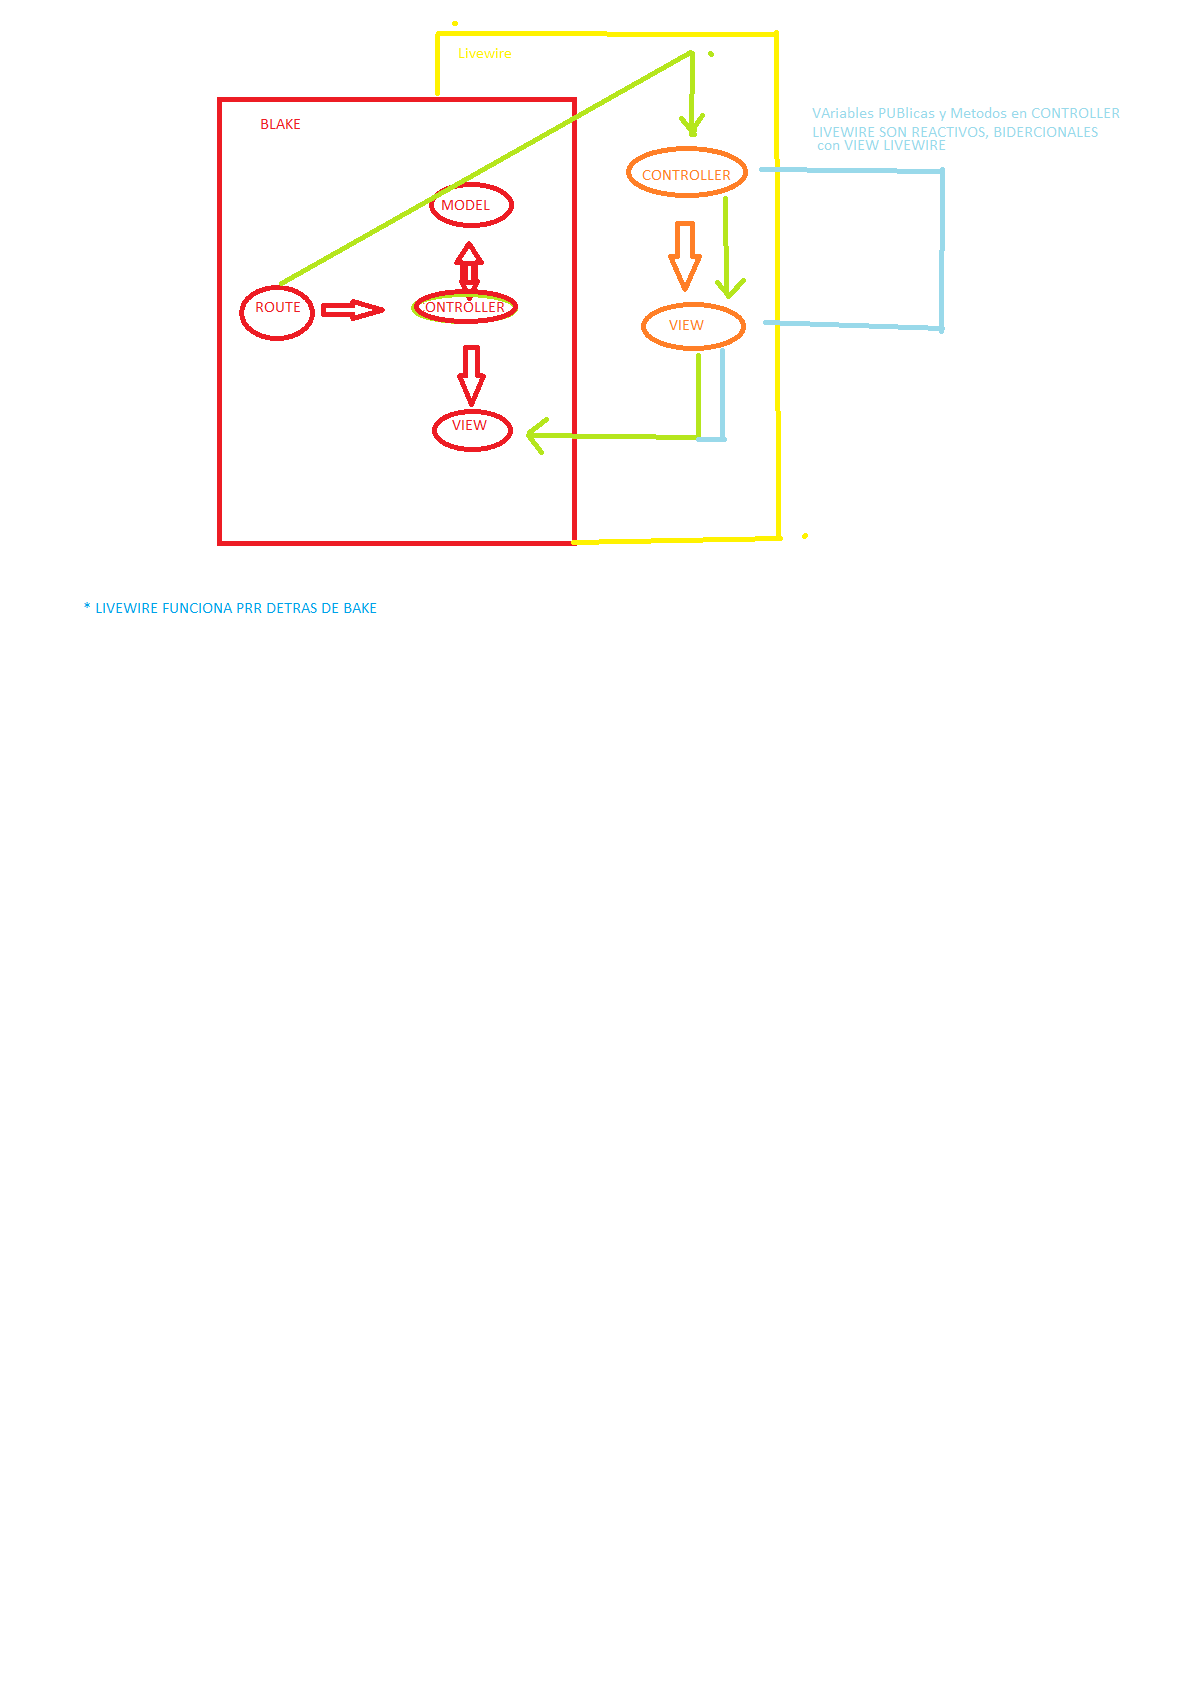 Livewire
BLAKE
VAriables PUBlicas y Metodos en CONTROLLER
LIVEWIRE SON REACTIVOS, BIDERCIONALES
con VIEW LIVEWIRE
CONTROLLER
MODEL
ROUTE
ONTROLLER
VIEW
VIEW
* LIVEWIRE FUNCIONA PRR DETRAS DE BAKE